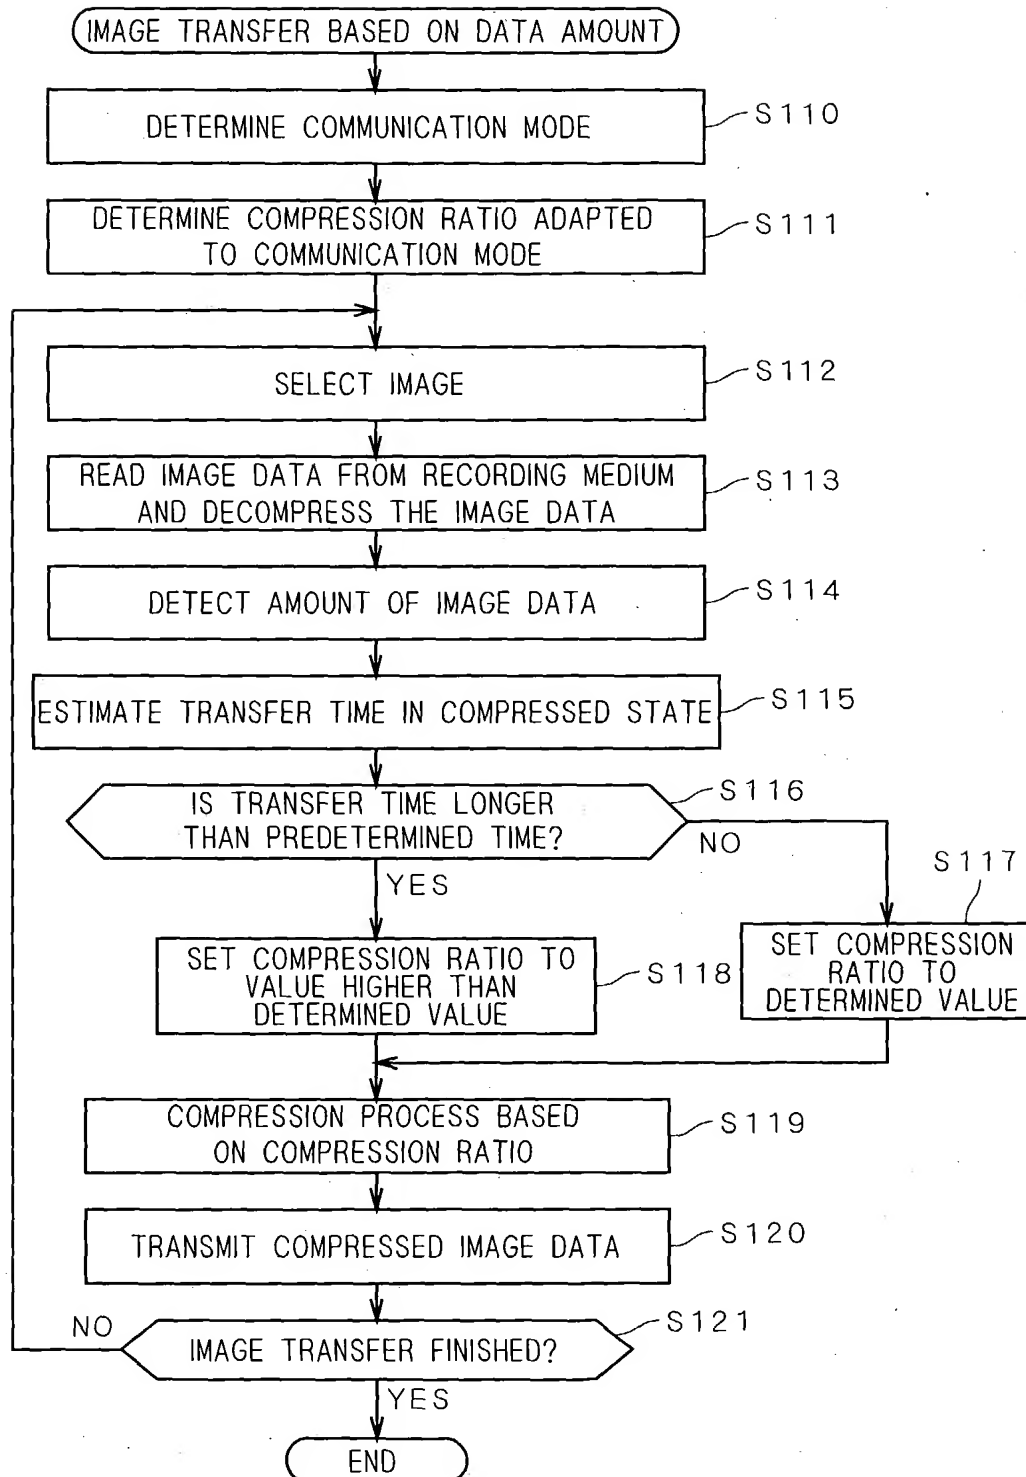 IMAGE TRANSFER BASED ON DATA AMOUNT
DETERMINE COMMUNICATION MODE
S110
DETERMINE COMPRESSION RATIO ADAPTED
TO COMMUNICATION MODE
S111
SELECT IMAGE
S112
READ IMAGE DATA FROM RECORDING MEDIUM
AND DECOMPRESS THE IMAGE DATA
S113
DETECT AMOUNT OF IMAGE DATA
S114
ESTIMATE TRANSFER TIME IN COMPRESSED STATE
S115
IS TRANSFER TIME LONGER
THAN PREDETERMINED TIME?
S116
NO
YES
S117
SET COMPRESSION
RATIO TO
DETERMINED VALUE
SET COMPRESSION RATIO TO
VALUE HIGHER THAN
DETERMINED VALUE
S118
COMPRESSION PROCESS BASED
ON COMPRESSION RATIO
S119
TRANSMIT COMPRESSED IMAGE DATA
S120
IMAGE TRANSFER FINISHED?
S121
NO
YES
END